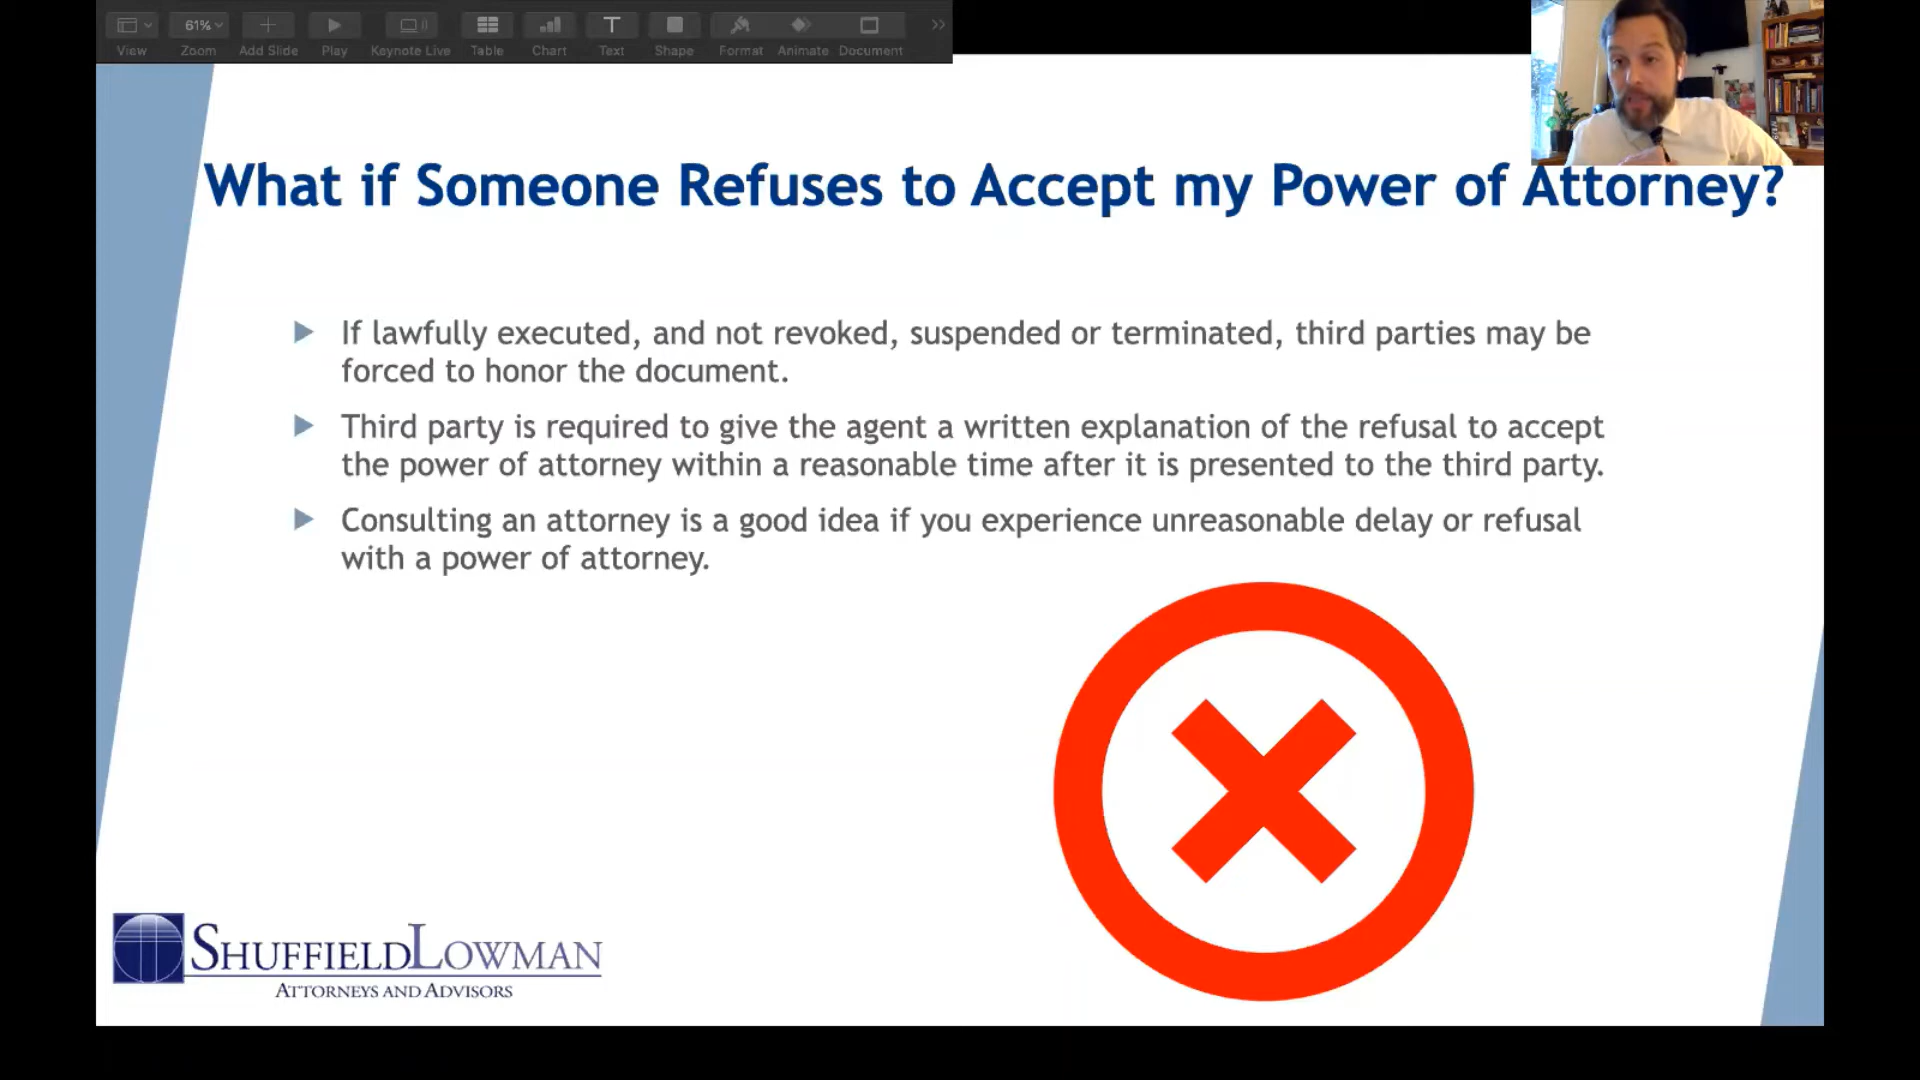 61%
View Zoom Add Slide Play Keynote Live Table Chart Text Shape Format Animate Document
What if Someone Refuses to Accept my Power of Attorney?
If lawfully executed, and not revoked, suspended or terminated, third parties may be
forced to honor the document.
Third party is required to give the agent a written explanation of the refusal to accept
the power of attorney within a reasonable time after it is presented to the third party.
Consulting an attorney is a good idea if you experience unreasonable delay or refusal
with a power of attorney.
SHUFFIELDLOWMAN
ATTORNEYS AND ADVISORS